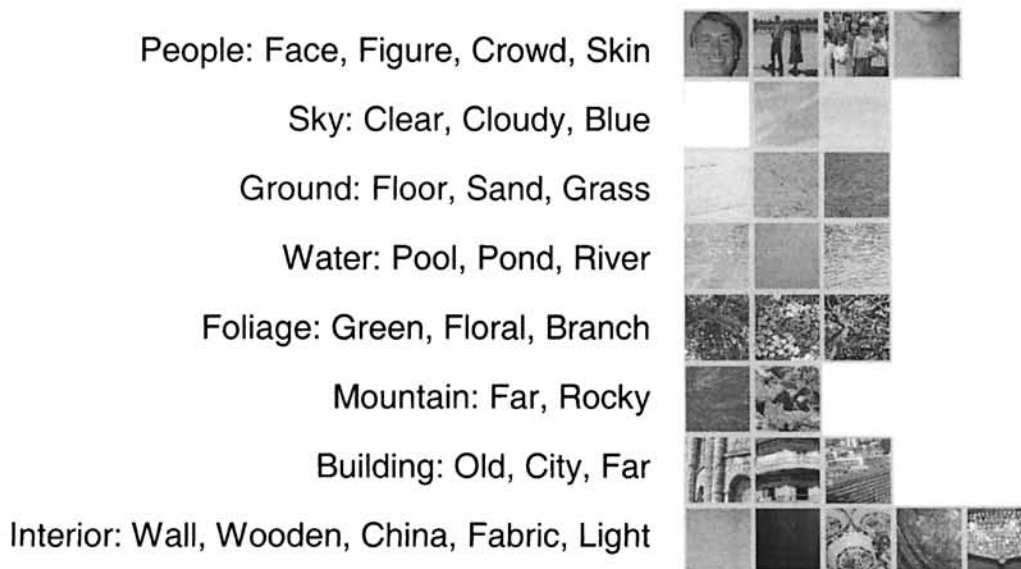 People: Face, Figure, Crowd, Skin
Sky: Clear, Cloudy, Blue
Ground: Floor, Sand, Grass
Water: Pool, Pond, River
Foliage: Green, Floral, Branch
Mountain: Far, Rocky
Building: Old, City, Far
Interior: Wall, Wooden, China, Fabric, Light